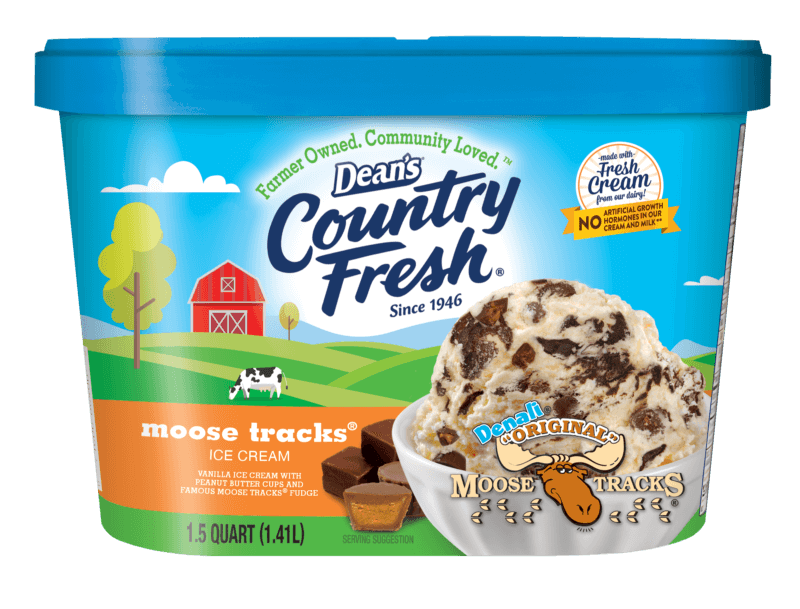 Farmer Owned. Community Loved.™
Dean's
Country
Fresh®
Since 1946
-made with-
Fresh
Cream
from our dairy!
NO ARTIFICIAL GROWTH
HORMONES IN OUR
CREAM AND MILK**
moose tracks®
ICE CREAM
VANILLA ICE CREAM WITH
PEANUT BUTTER CUPS AND
FAMOUS MOOSE TRACKS® FUDGE
1.5 QUART (1.41L)
SERVING SUGGESTION
Denali®
"ORIGINAL"
MOOSE TRACKS®